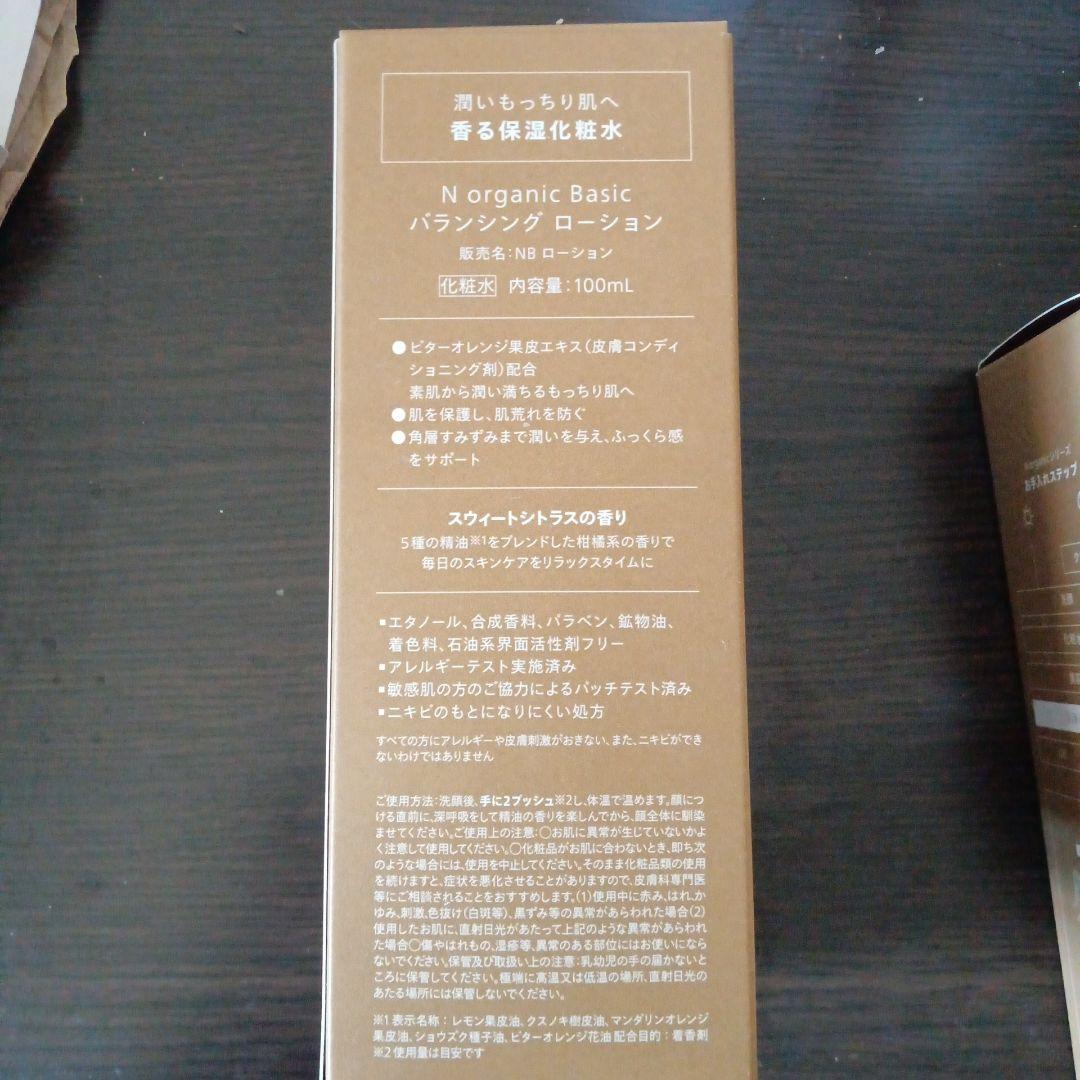 潤いもっちり肌へ
香る保湿化粧水
N organic Basic
バランシング ローション
販売名：NB ローション
化粧水 内容量：100mL
●ビターオレンジ果皮エキス（皮膚コンディ
ショニング剤）配合
素肌から潤い満ちるもっちり肌へ
●肌を保護し、肌荒れを防ぐ
●角層すみずみまで潤いを与え、ふっくら感
をサポート
スウィートシトラスの香り
5種の精油※1をブレンドした柑橘系の香りで
毎日のスキンケアをリラックスタイムに
▪エタノール、合成香料、パラベン、鉱物油、
着色料、石油系界面活性剤フリー
▪アレルギーテスト実施済み
▪敏感肌の方のご協力によるパッチテスト済み
▪ニキビのもとになりにくい処方
すべての方にアレルギーや皮膚刺激がおきない、また、ニキビができ
ないわけではありません
ご使用方法：洗顔後、手に2プッシュ※2し、体温で温めます。顔につ
ける直前に、深呼吸をして精油の香りを楽しんでから、顔全体に馴染
ませてください。ご使用上の注意：○お肌に異常が生じていないかよ
く注意して使用してください。○化粧品がお肌に合わないとき、即ち次
のような場合には、使用を中止してください。そのまま化粧品類の使用
を続けますと、症状を悪化させることがありますので、皮膚科専門医
等にご相談されることをおすすめします。(1)使用中に赤み、はれ、か
ゆみ、刺激、色抜け（白斑等）、黒ずみ等の異常があらわれた場合(2)
使用したお肌に、直射日光があたって上記のような異常があらわれ
た場合○傷やはれもの、湿疹等、異常のある部位にはお使いになら
ないでください。保管及び取扱い上の注意：乳幼児の手の届かないと
ころに保管してください。極端に高温又は低温の場所、直射日光の
あたる場所には保管しないでください。
※1 表示名称：レモン果皮油、クスノキ樹皮油、マンダリンオレンジ
果皮油、ショウズク種子油、ビターオレンジ花油 配合目的：着香剤
※2 使用量は目安です
N organicシリーズ
お手入れステップ